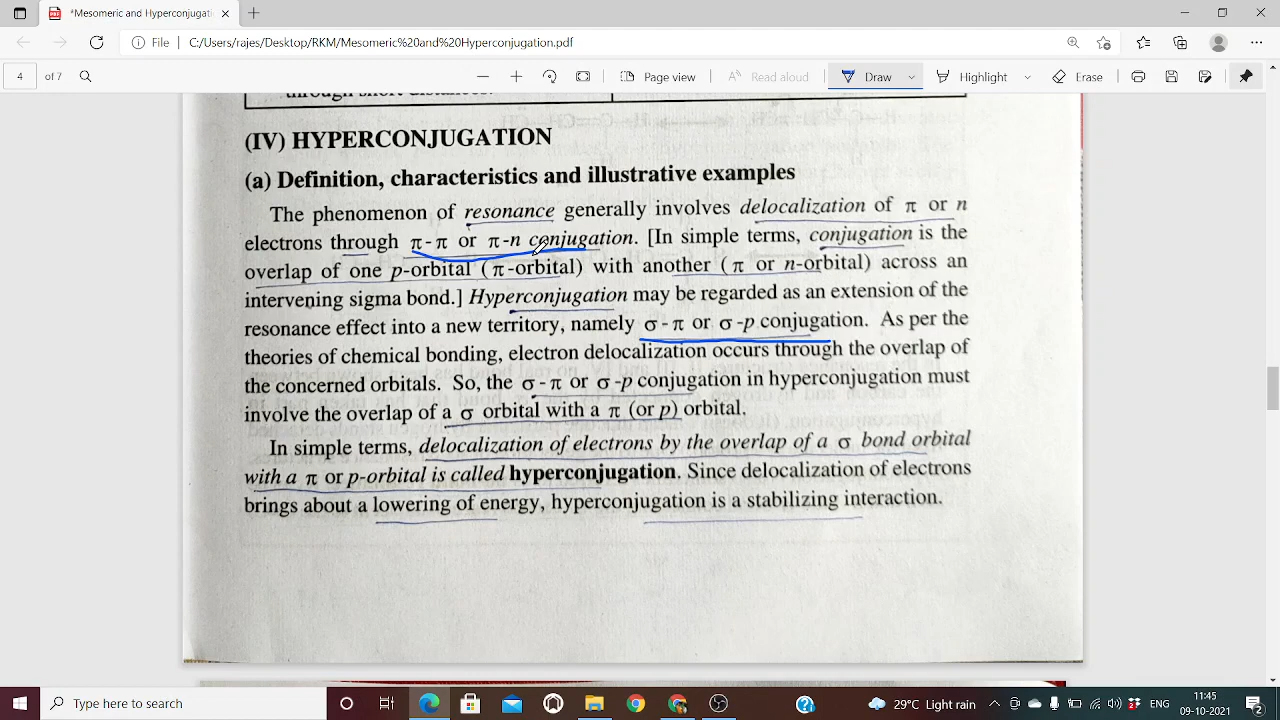 *Mesomeric and Hyperconjugation
File | C:/Users/rajes/Desktop/RKM/Mesomeric and Hyperconjugation.pdf
4 of 7 Page view Read aloud Draw Highlight Erase
through short distances.
(IV) HYPERCONJUGATION
(a) Definition, characteristics and illustrative examples
The phenomenon of resonance generally involves delocalization of π or n
electrons through π-π or π-n conjugation. [In simple terms, conjugation is the
overlap of one p-orbital (π-orbital) with another (π or n-orbital) across an
intervening sigma bond.] Hyperconjugation may be regarded as an extension of the
resonance effect into a new territory, namely σ-π or σ-p conjugation. As per the
theories of chemical bonding, electron delocalization occurs through the overlap of
the concerned orbitals. So, the σ-π or σ-p conjugation in hyperconjugation must
involve the overlap of a σ orbital with a π (or p) orbital.
In simple terms, delocalization of electrons by the overlap of a σ bond orbital
with a π or p-orbital is called hyperconjugation. Since delocalization of electrons
brings about a lowering of energy, hyperconjugation is a stabilizing interaction.
Type here to search
29°C Light rain ENG 11:45
09-10-2021